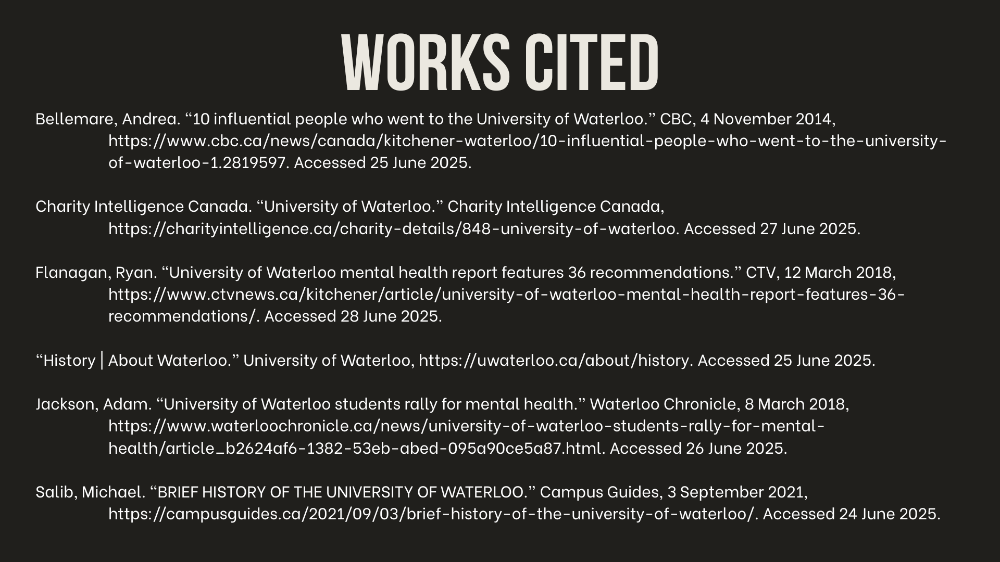 WORKS CITED
Bellemare, Andrea. “10 influential people who went to the University of Waterloo.” CBC, 4 November 2014,
https://www.cbc.ca/news/canada/kitchener-waterloo/10-influential-people-who-went-to-the-university-
of-waterloo-1.2819597. Accessed 25 June 2025.
Charity Intelligence Canada. “University of Waterloo.” Charity Intelligence Canada,
https://charityintelligence.ca/charity-details/848-university-of-waterloo. Accessed 27 June 2025.
Flanagan, Ryan. “University of Waterloo mental health report features 36 recommendations.” CTV, 12 March 2018,
https://www.ctvnews.ca/kitchener/article/university-of-waterloo-mental-health-report-features-36-
recommendations/. Accessed 28 June 2025.
“History | About Waterloo.” University of Waterloo, https://uwaterloo.ca/about/history. Accessed 25 June 2025.
Jackson, Adam. “University of Waterloo students rally for mental health.” Waterloo Chronicle, 8 March 2018,
https://www.waterloochronicle.ca/news/university-of-waterloo-students-rally-for-mental-
health/article_b2624af6-1382-53eb-abed-095a90ce5a87.html. Accessed 26 June 2025.
Salib, Michael. “BRIEF HISTORY OF THE UNIVERSITY OF WATERLOO.” Campus Guides, 3 September 2021,
https://campusguides.ca/2021/09/03/brief-history-of-the-university-of-waterloo/. Accessed 24 June 2025.